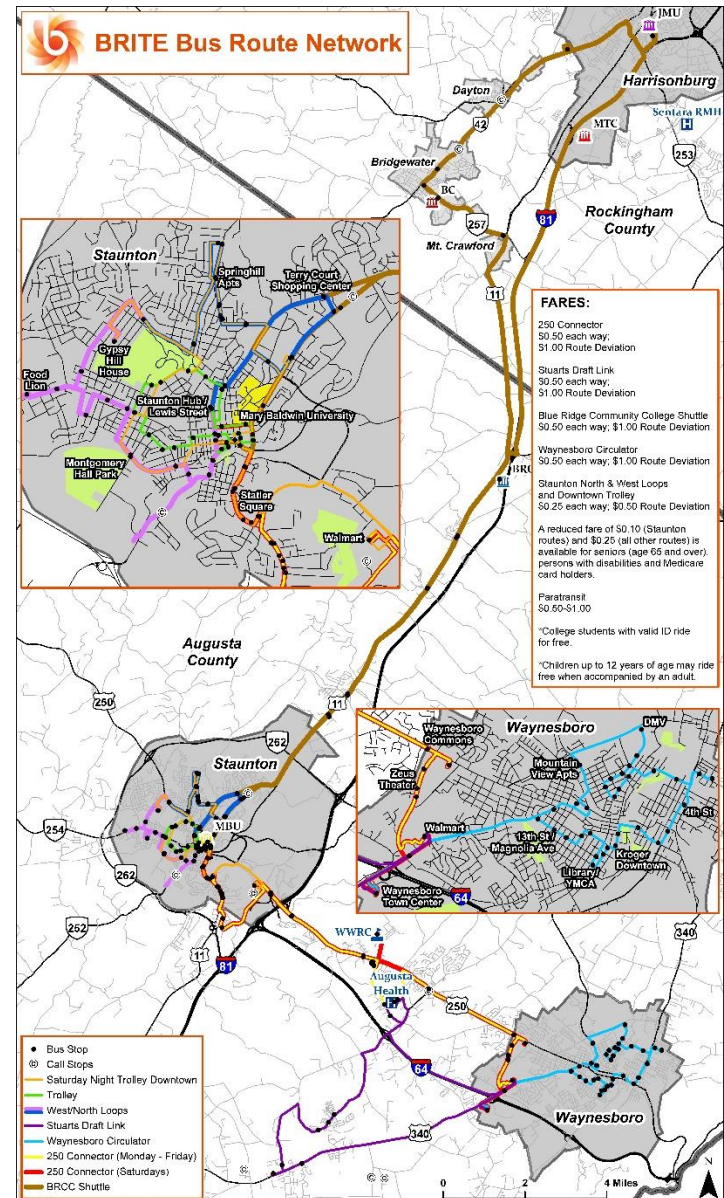 BRITE Bus Route Network
JMU
Harrisonburg
Dayton
42
MTC
Sentara RMH
H
253
Bridgewater
BC
81
Rockingham
County
257
Mt. Crawford
11
Staunton
Springhill
Apts
Terry Court
Shopping Center
Gypsy
Hill
House
Food
Lion
Staunton Hub /
Lewis Street
Mary Baldwin University
Montgomery
Hall Park
Statler
Square
Walmart
FARES:
250 Connector
$0.50 each way;
$1.00 Route Deviation
Stuarts Draft Link
$0.50 each way;
$1.00 Route Deviation
Blue Ridge Community College Shuttle
$0.50 each way; $1.00 Route Deviation
Waynesboro Circulator
$0.50 each way; $1.00 Route Deviation
Staunton North & West Loops
and Downtown Trolley
$0.25 each way; $0.50 Route Deviation
A reduced fare of $0.10 (Staunton
routes) and $0.25 (all other routes) is
available for seniors (age 65 and over),
persons with disabilities and Medicare
card holders.
Paratransit
$0.50-$1.00
*College students with valid ID ride
for free.
*Children up to 12 years of age may ride
free when accompanied by an adult.
Augusta
County
250
11
262
Staunton
MBU
254
262
252
11
81
Waynesboro
Waynesboro
Commons
DMV
Mountain
View Apts
Zeus
Theater
4th St
Walmart
13th St /
Magnolia Ave
Kroger
Downtown
Library/
YMCA
Waynesboro
Town Center
64
340
WWRC
Augusta
Health
H
250
64
340
Waynesboro
Bus Stop
© Call Stops
Saturday Night Trolley Downtown
Trolley
West/North Loops
Stuarts Draft Link
Waynesboro Circulator
250 Connector (Monday - Friday)
250 Connector (Saturdays)
BRCC Shuttle
0 2 4 Miles
N